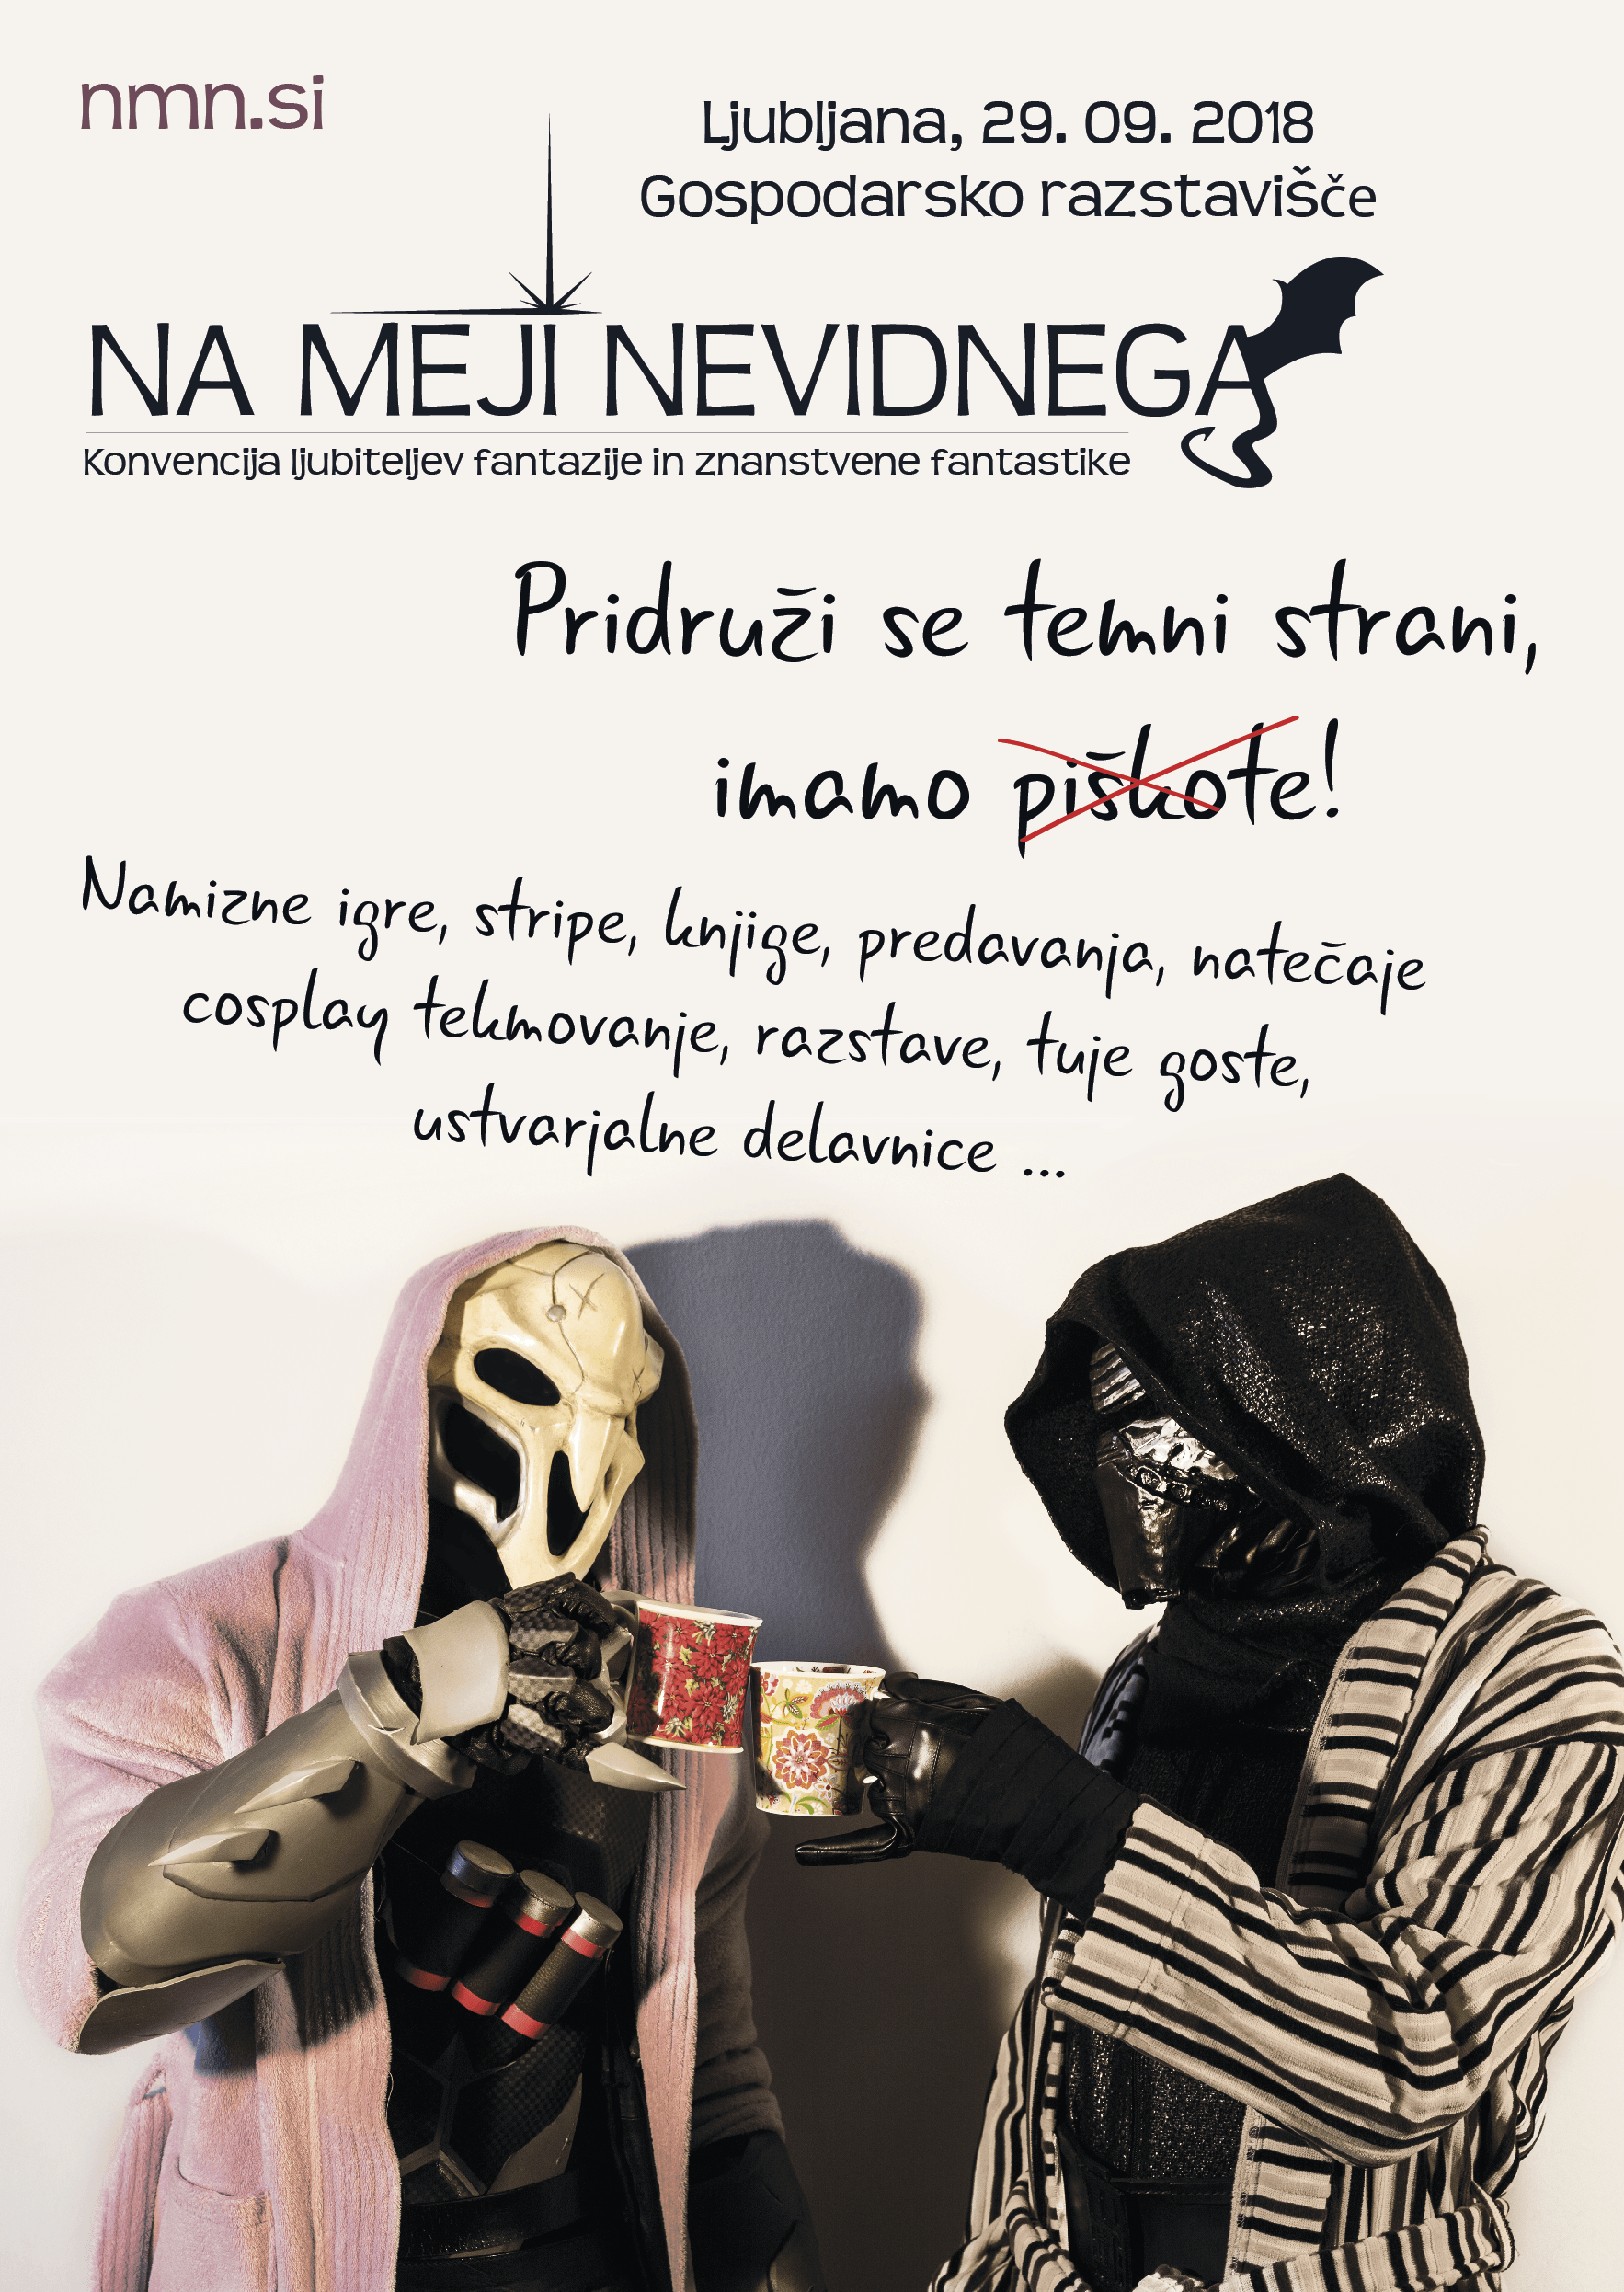 nmn.si
Ljubljana, 29. 09. 2018
Gospodarsko razstavišče
NA MEJI NEVIDNEGA
Konvencija ljubiteljev fantazije in znanstvene fantastike
Pridruži se temni strani,
imamo piškote!
Namizne igre, stripe, knjige, predavanja, natečaje
cosplay tekmovanje, razstave, tuje goste,
ustvarjalne delavnice ...